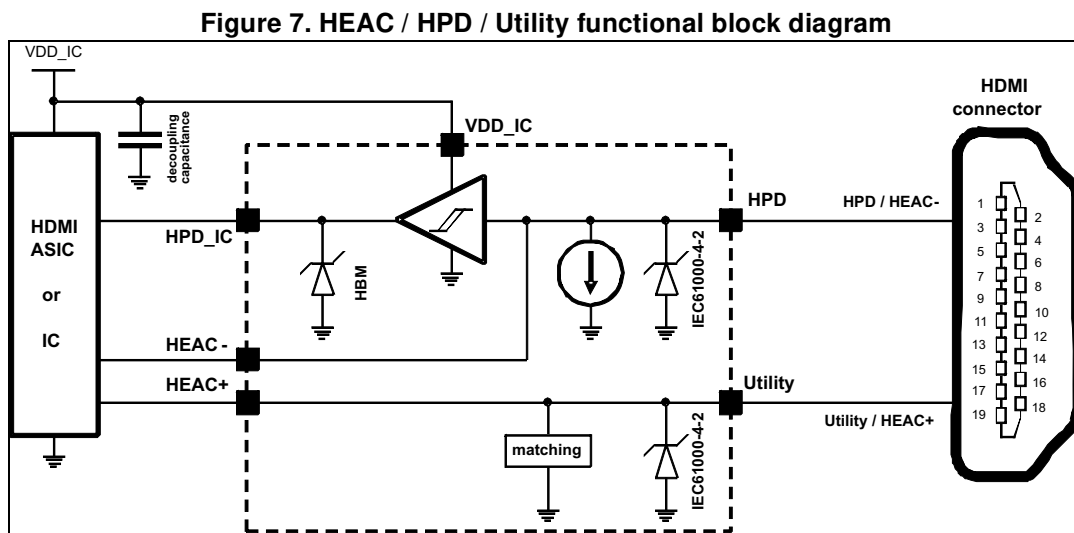 Figure 7. HEAC / HPD / Utility functional block diagram
VDD_IC
decoupling
capacitance
VDD_IC
HDMI
connector
HDMI
ASIC
or
IC
HPD_IC
HBM
IEC61000-4-2
HPD
HPD / HEAC-
1
2
3
4
5
6
7
8
9
10
11
12
13
14
15
16
17
18
19
HEAC -
HEAC+
matching
IEC61000-4-2
Utility
Utility / HEAC+